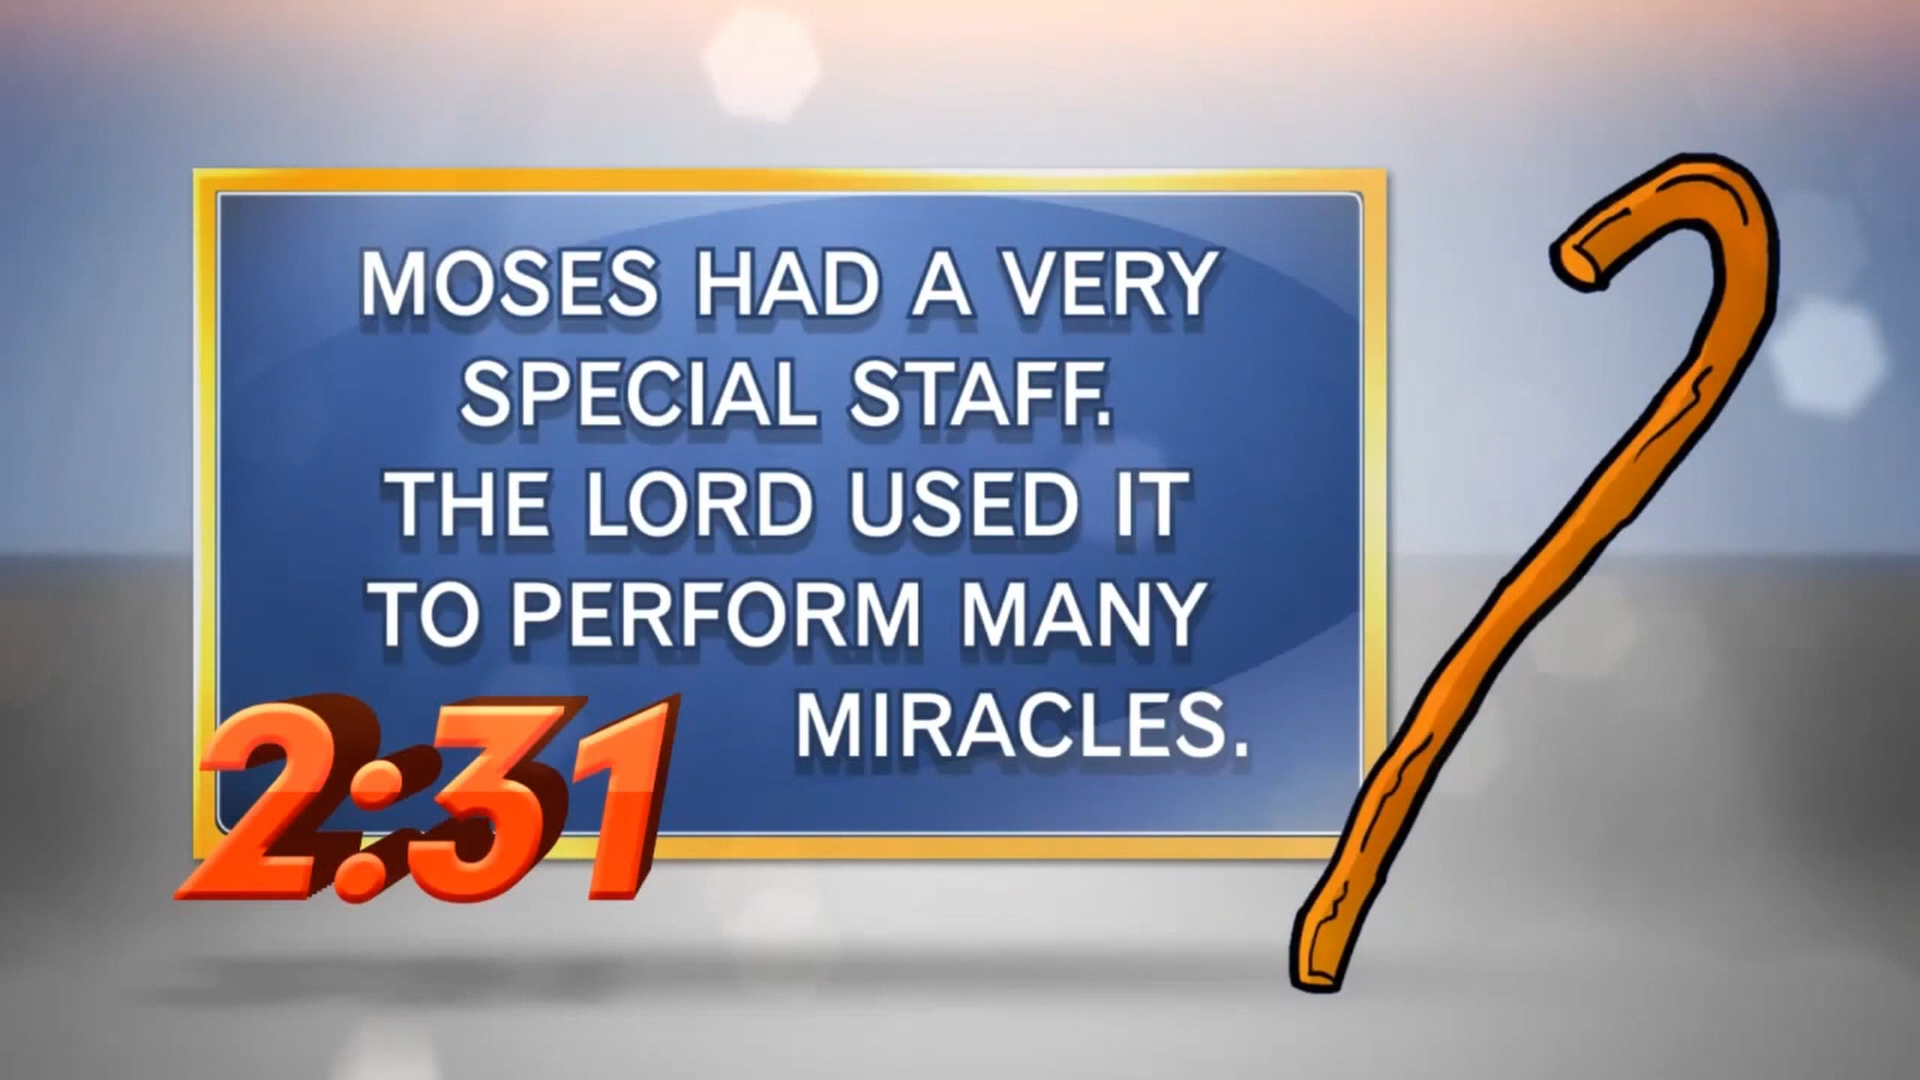 MOSES HAD A VERY
SPECIAL STAFF.
THE LORD USED IT
TO PERFORM MANY
MIRACLES.
2:31